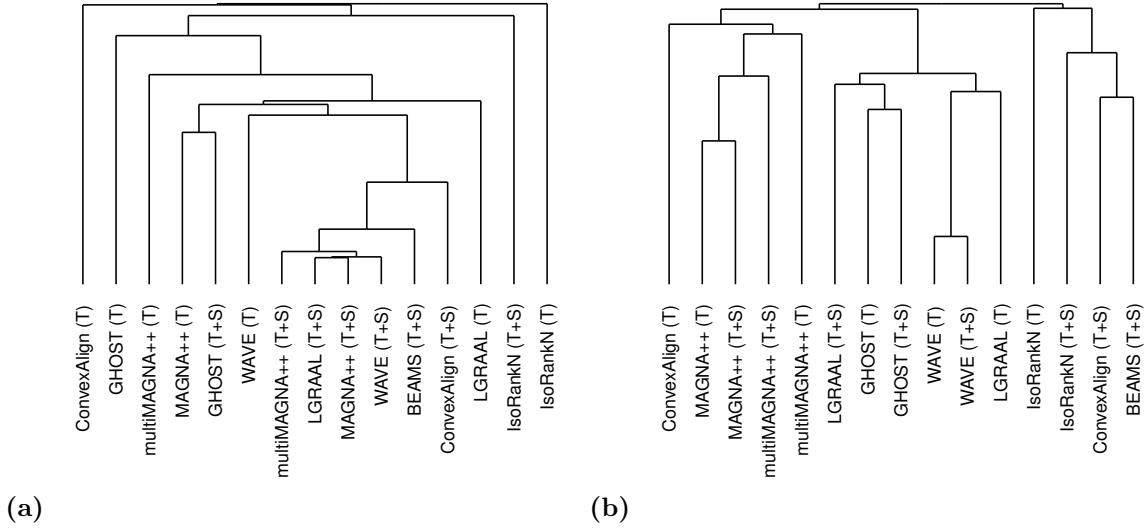 ConvexAlign (T)
GHOST (T)
multiMAGNA++ (T)
MAGNA++ (T)
GHOST (T+S)
WAVE (T)
multiMAGNA++ (T+S)
LGRAAL (T+S)
MAGNA++ (T+S)
WAVE (T+S)
BEAMS (T+S)
ConvexAlign (T+S)
LGRAAL (T)
IsoRankN (T+S)
IsoRankN (T)
(a)
ConvexAlign (T)
MAGNA++ (T)
MAGNA++ (T+S)
multiMAGNA++ (T+S)
multiMAGNA++ (T)
LGRAAL (T+S)
GHOST (T)
GHOST (T+S)
WAVE (T)
WAVE (T+S)
LGRAAL (T)
IsoRankN (T)
IsoRankN (T+S)
ConvexAlign (T+S)
BEAMS (T+S)
(b)